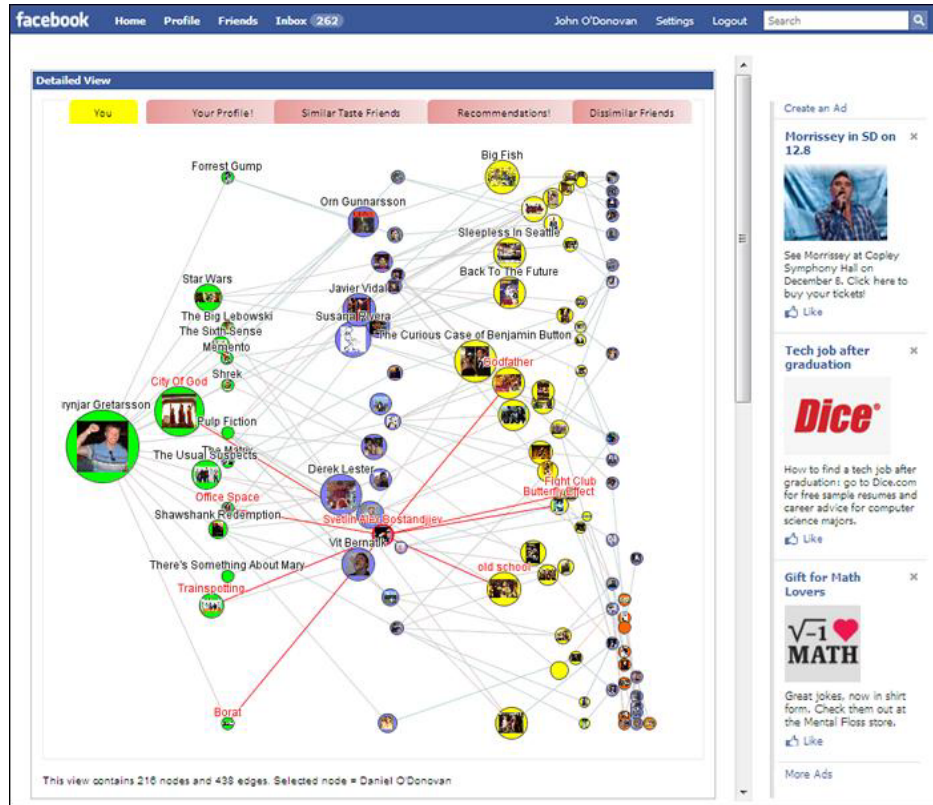 facebook Home Profile Friends Inbox 262 John O'Donovan Settings Logout Search
Detailed View
You Your Profile! Similar Taste Friends Recommendations! Dissimilar Friends
Big Fish
Forrest Gump
Orn Gunnarsson
Sleepless In Seattle
Back To The Future
Star Wars
Javier Vidal
The Big Lebowski
Susana Rivera
The Sixth Sense
The Curious Case of Benjamin Button
Memento
Godfather
Shrek
City Of God
rynjar Gretarsson
Pulp Fiction
The Matrix
The Usual Suspects
Derek Lester
Fight Club
Butterfly Effect
Office Space
Shawshank Redemption
Svetlin Alex Bostandjiev
Vit Bernatik
There's Something About Mary
old school
Trainspotting
Borat
This view contains 216 nodes and 438 edges. Selected node = Daniel O'Donovan
Create an Ad
Morrissey in SD on
12.8
See Morrissey at Copley
Symphony Hall on
December 8. Click here to
buy your tickets!
Like
Tech job after
graduation
Dice
How to find a tech job after
graduation: go to Dice.com
for free sample resumes and
career advice for computer
science majors.
Like
Gift for Math
Lovers
√-1
MATH
Great jokes, now in shirt
form. Check them out at
the Mental Floss store.
Like
More Ads